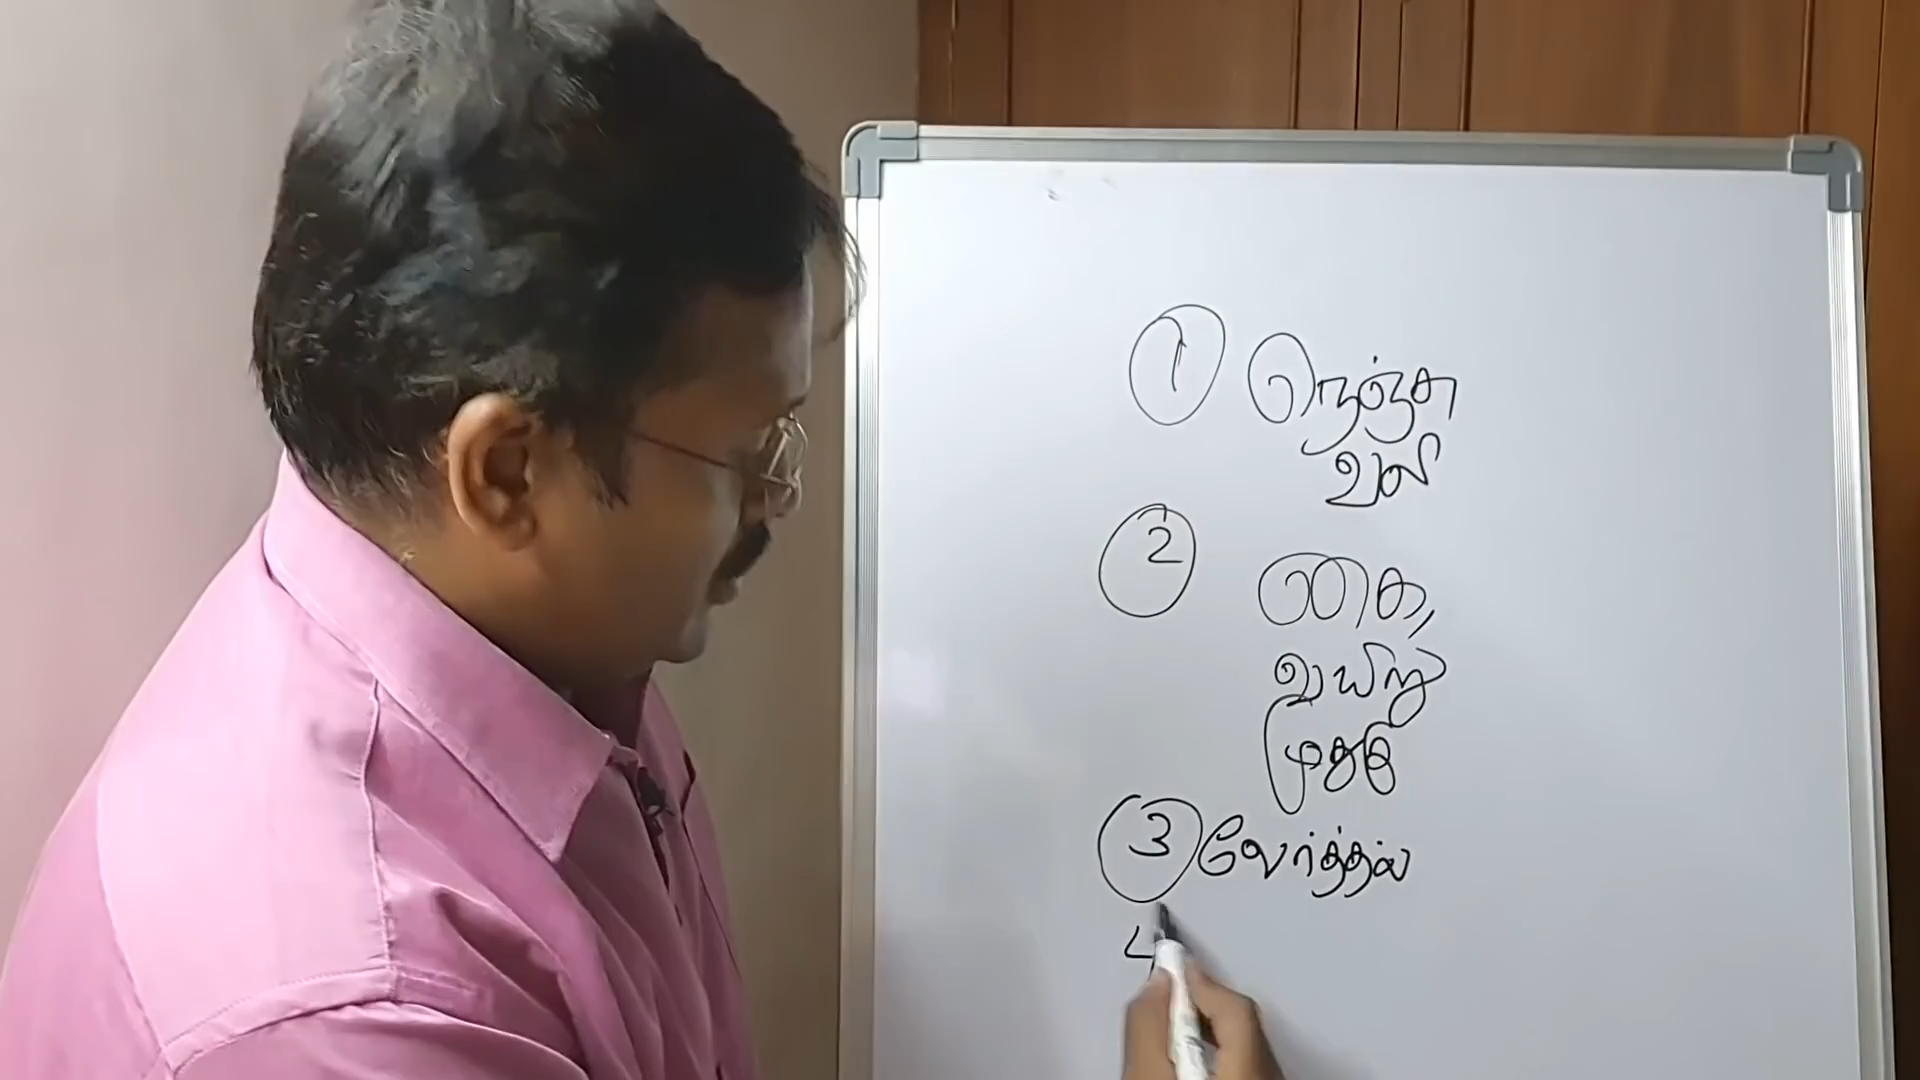 1 நெஞ்சு
வலி
2 கை,
வயிறு
முதுகு
3 வேர்த்தல்
4